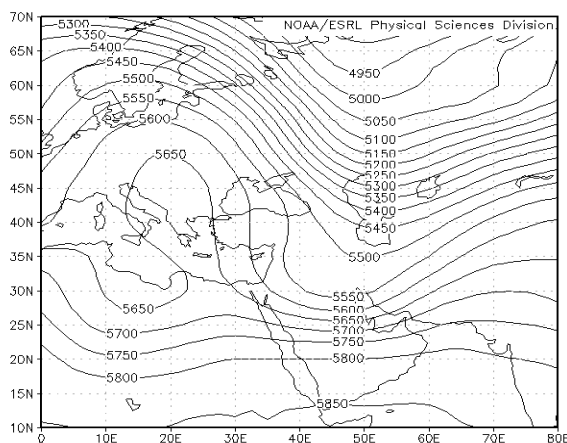 70N
NOAA/ESRL Physical Sciences Division
5300
5350
65N
5400
5450
4950
60N
5500
5000
5550
55N
5600
5050
5100
50N
5650
5150
5200
5250
45N
5300
5350
5400
40N
5450
35N
5500
30N
5550
5650
5600
25N
5650
5700
5700
5750
20N
5750
5800
5800
15N
5850
10N
0 10E 20E 30E 40E 50E 60E 70E 80E